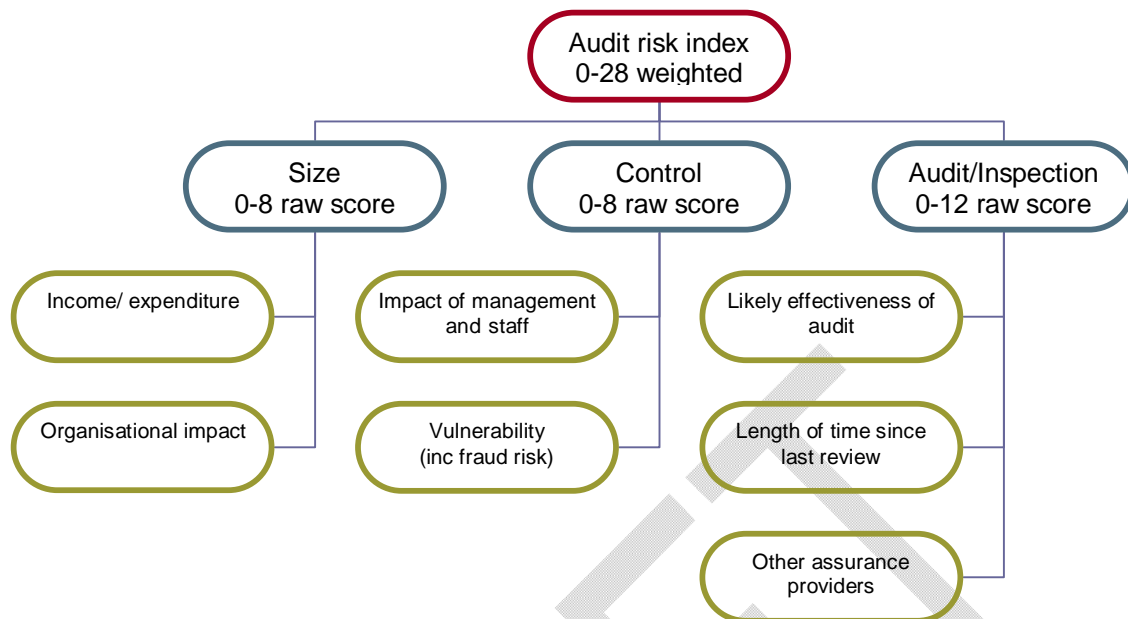 Audit risk index
0-28 weighted
Size
0-8 raw score
Control
0-8 raw score
Audit/Inspection
0-12 raw score
Income/ expenditure
Impact of management
and staff
Likely effectiveness of
audit
Organisational impact
Vulnerability
(inc fraud risk)
Length of time since
last review
Other assurance
providers